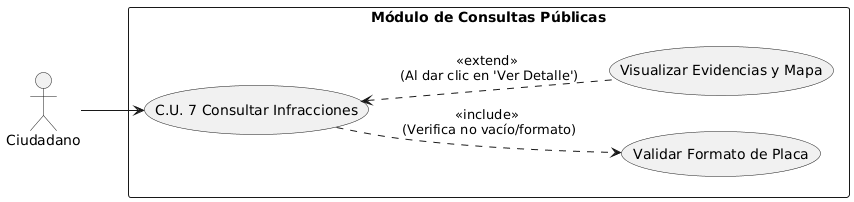 Módulo de Consultas Públicas
«extend»
(Al dar clic en 'Ver Detalle')
Visualizar Evidencias y Mapa
C.U. 7 Consultar Infracciones
Ciudadano
«include»
(Verifica no vacío/formato)
Validar Formato de Placa